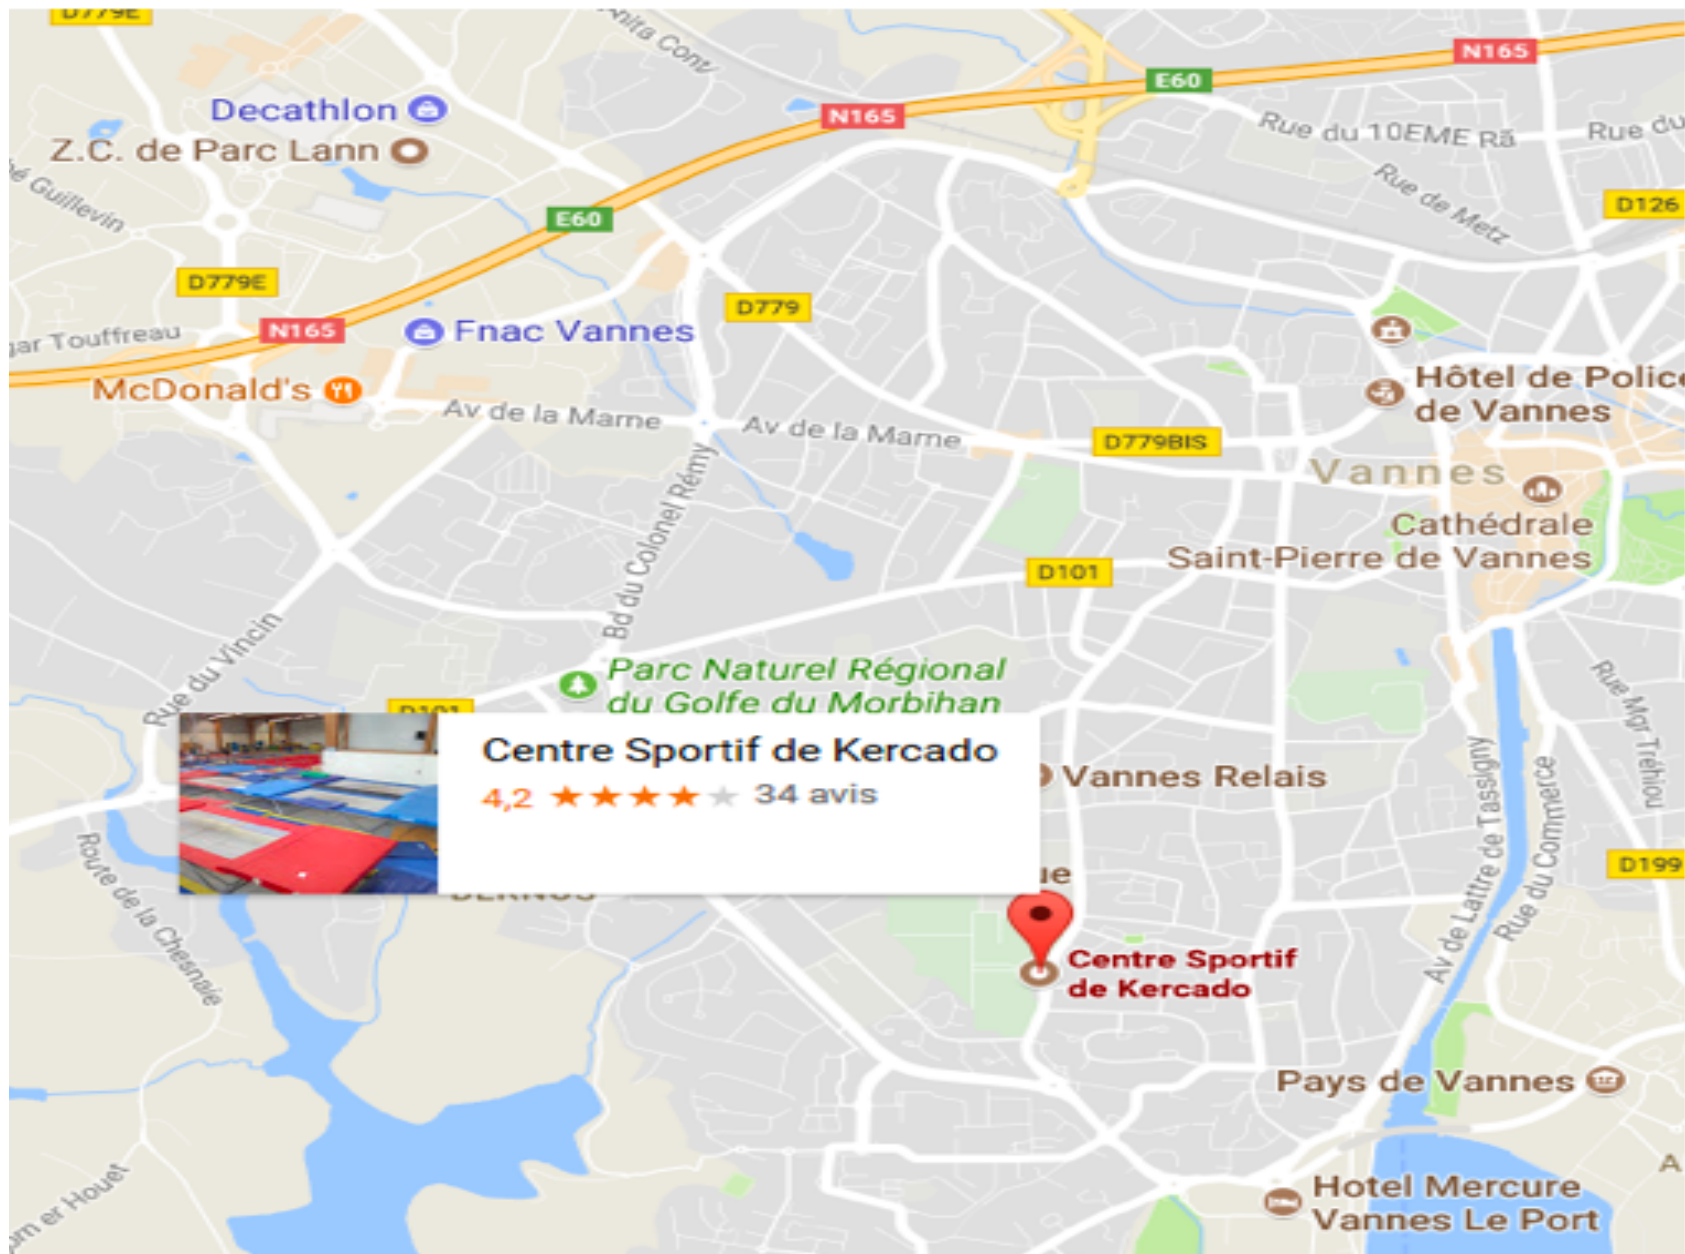 D779E
Anita Cont/
N165
E60
Decathlon
N165
Rue du 10EME Rã
Rue du
Z.C. de Parc Lann
Guillevin
Rue de Metz
D126
E60
D779E
D779
Touffreau
N165
Fnac Vannes
McDonald's
Hôtel de Police
de Vannes
Av de la Marne
Av de la Marne
D779BIS
Bd du Colonel Rémy
Vannes
Cathédrale
Saint-Pierre de Vannes
D101
Rue du Vincin
Parc Naturel Régional
du Golfe du Morbihan
Rue Mgr Tréhiou
D101
Centre Sportif de Kercado
4,2
34 avis
Vannes Relais
Av de Lattre de Tassigny
Rue du Commerce
D199
Route de la Chesnaie
Centre Sportif
de Kercado
Pays de Vannes
er Houet
A
Hotel Mercure
Vannes Le Port